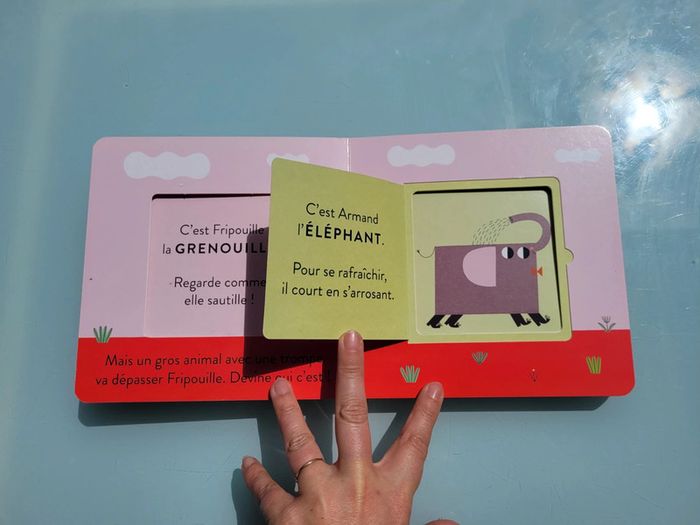 C'est Fripouille
la GRENOUILL
Regarde comme
elle sautille !
Mais un gros animal avec une trompe
va dépasser Fripouille. Devine qui c'est !
C'est Armand
l'ÉLÉPHANT.
Pour se rafraîchir,
il court en s'arrosant.